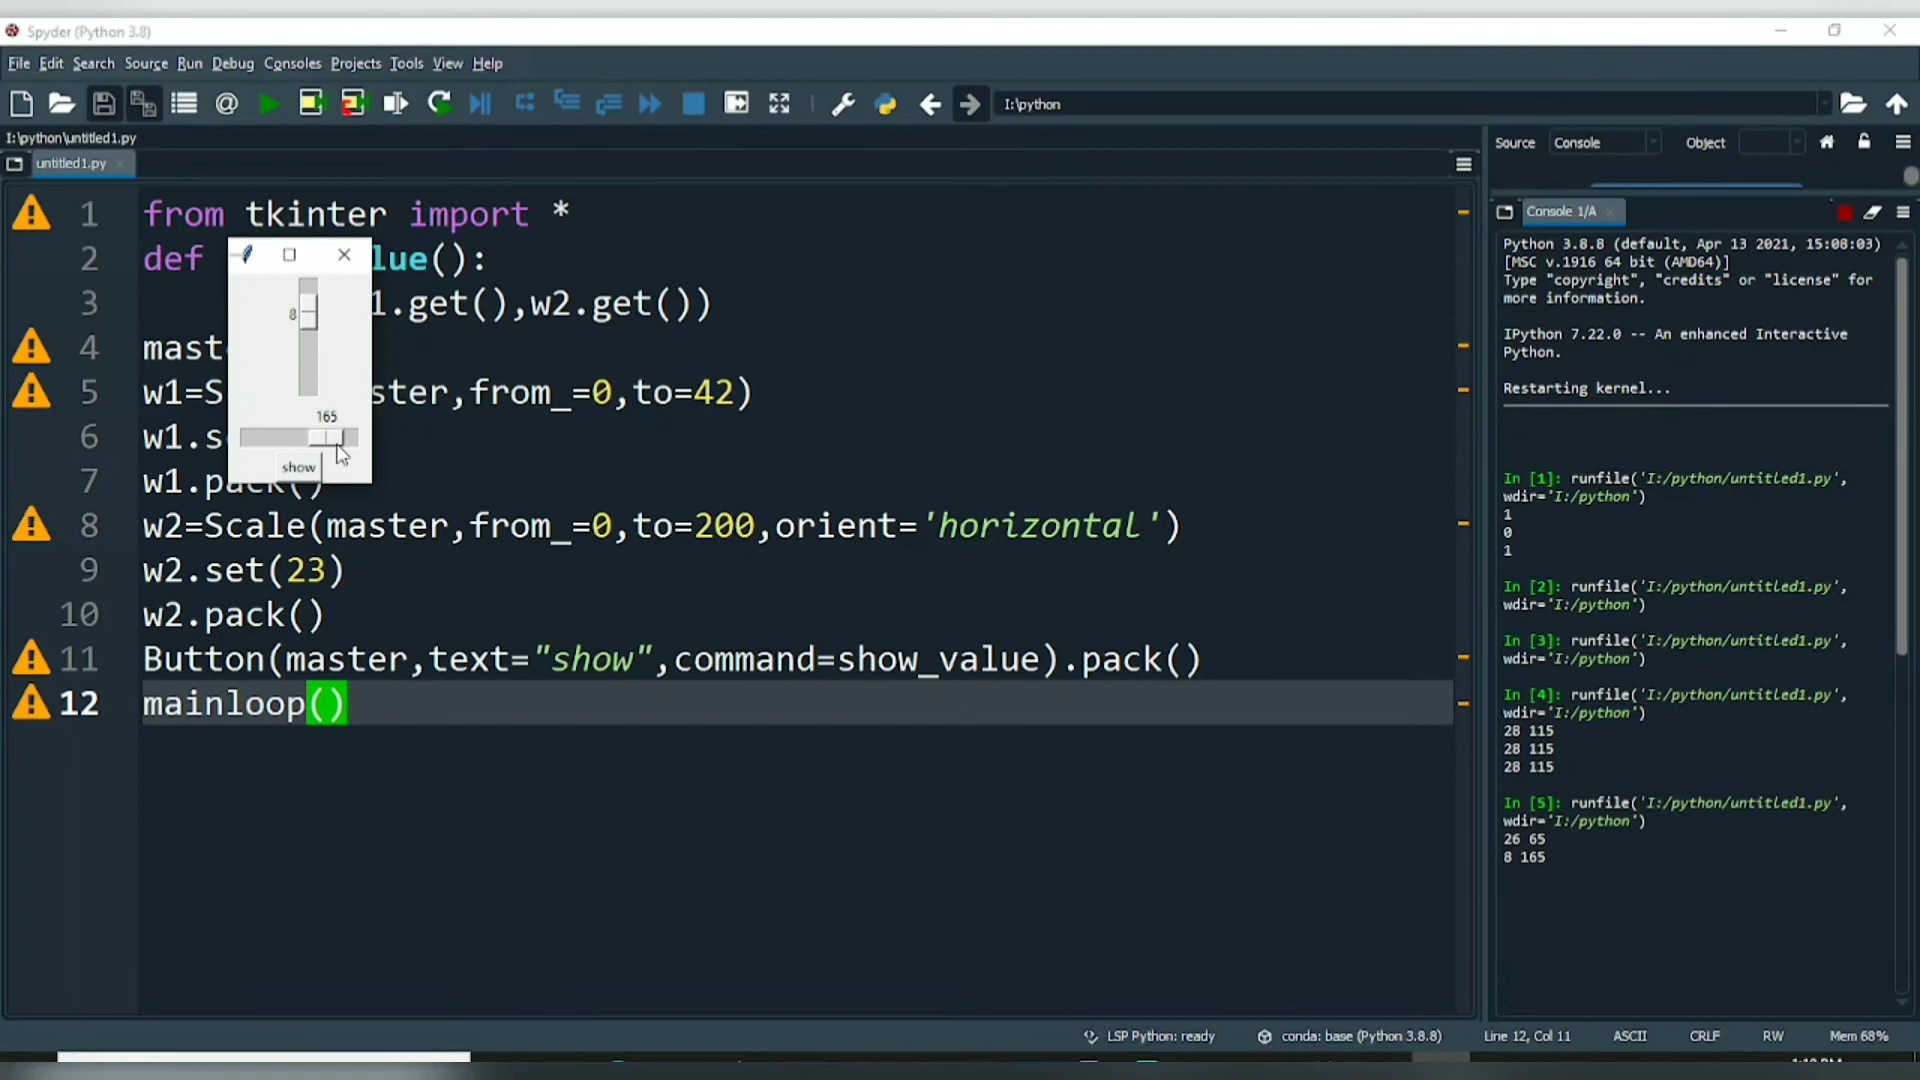 Spyder (Python 3.8)
File Edit Search Source Run Debug Consoles Projects Tools View Help
I:\python
I:\python\untitled1.py
untitled1.py
1 from tkinter import *
2 def lue():
3 1.get(),w2.get())
4 mast
5 w1=S ster,from_=0,to=42)
6 w1.s
7 w1.pack()
8 w2=Scale(master,from_=0,to=200,orient='horizontal')
9 w2.set(23)
10 w2.pack()
11 Button(master,text="show",command=show_value).pack()
12 mainloop()
8
165
show
Source Console Object
Console 1/A
Python 3.8.8 (default, Apr 13 2021, 15:08:03)
[MSC v.1916 64 bit (AMD64)]
Type "copyright", "credits" or "license" for
more information.
IPython 7.22.0 -- An enhanced Interactive
Python.
Restarting kernel...
In [1]: runfile('I:/python/untitled1.py',
wdir='I:/python')
1
0
1
In [2]: runfile('I:/python/untitled1.py',
wdir='I:/python')
In [3]: runfile('I:/python/untitled1.py',
wdir='I:/python')
In [4]: runfile('I:/python/untitled1.py',
wdir='I:/python')
28 115
28 115
28 115
In [5]: runfile('I:/python/untitled1.py',
wdir='I:/python')
26 65
8 165
LSP Python: ready conda: base (Python 3.8.8) Line 12, Col 11 ASCII CRLF RW Mem 68%